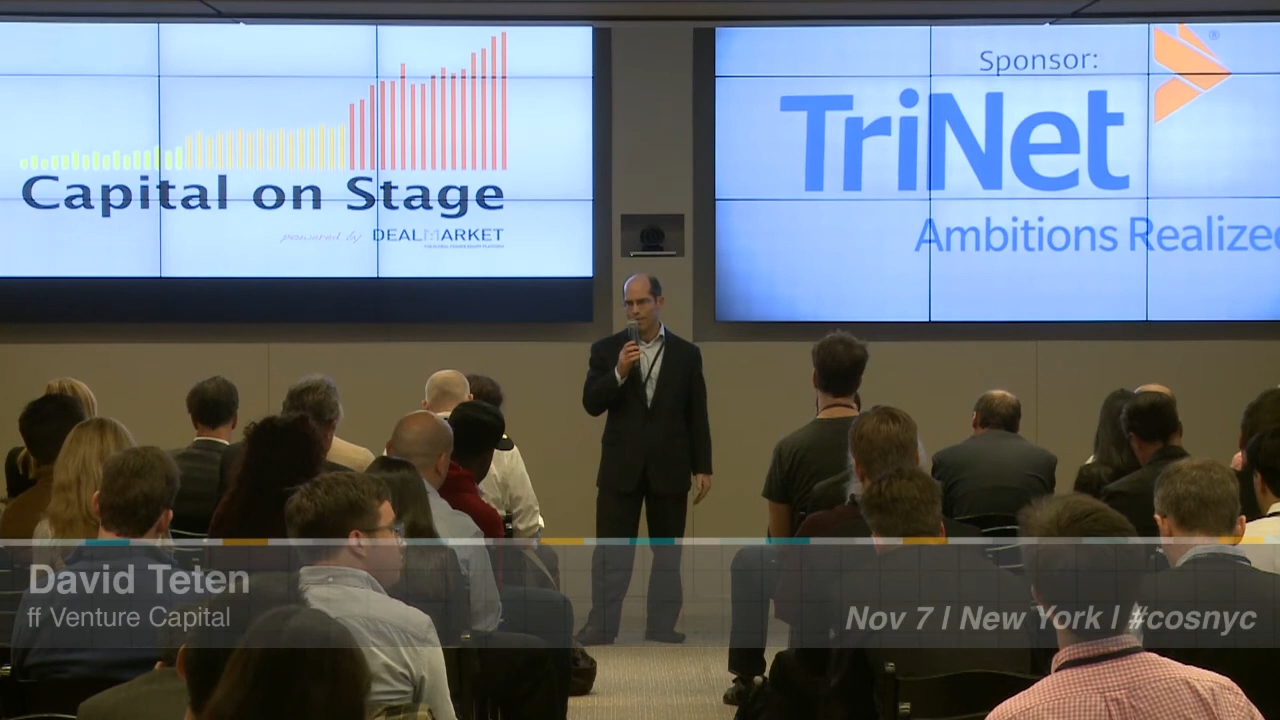 Capital on Stage
powered by DEALMARKET
Sponsor:
TriNet
®
Ambitions Realized
David Teten
ff Venture Capital
Nov 7 | New York | #cosnyc